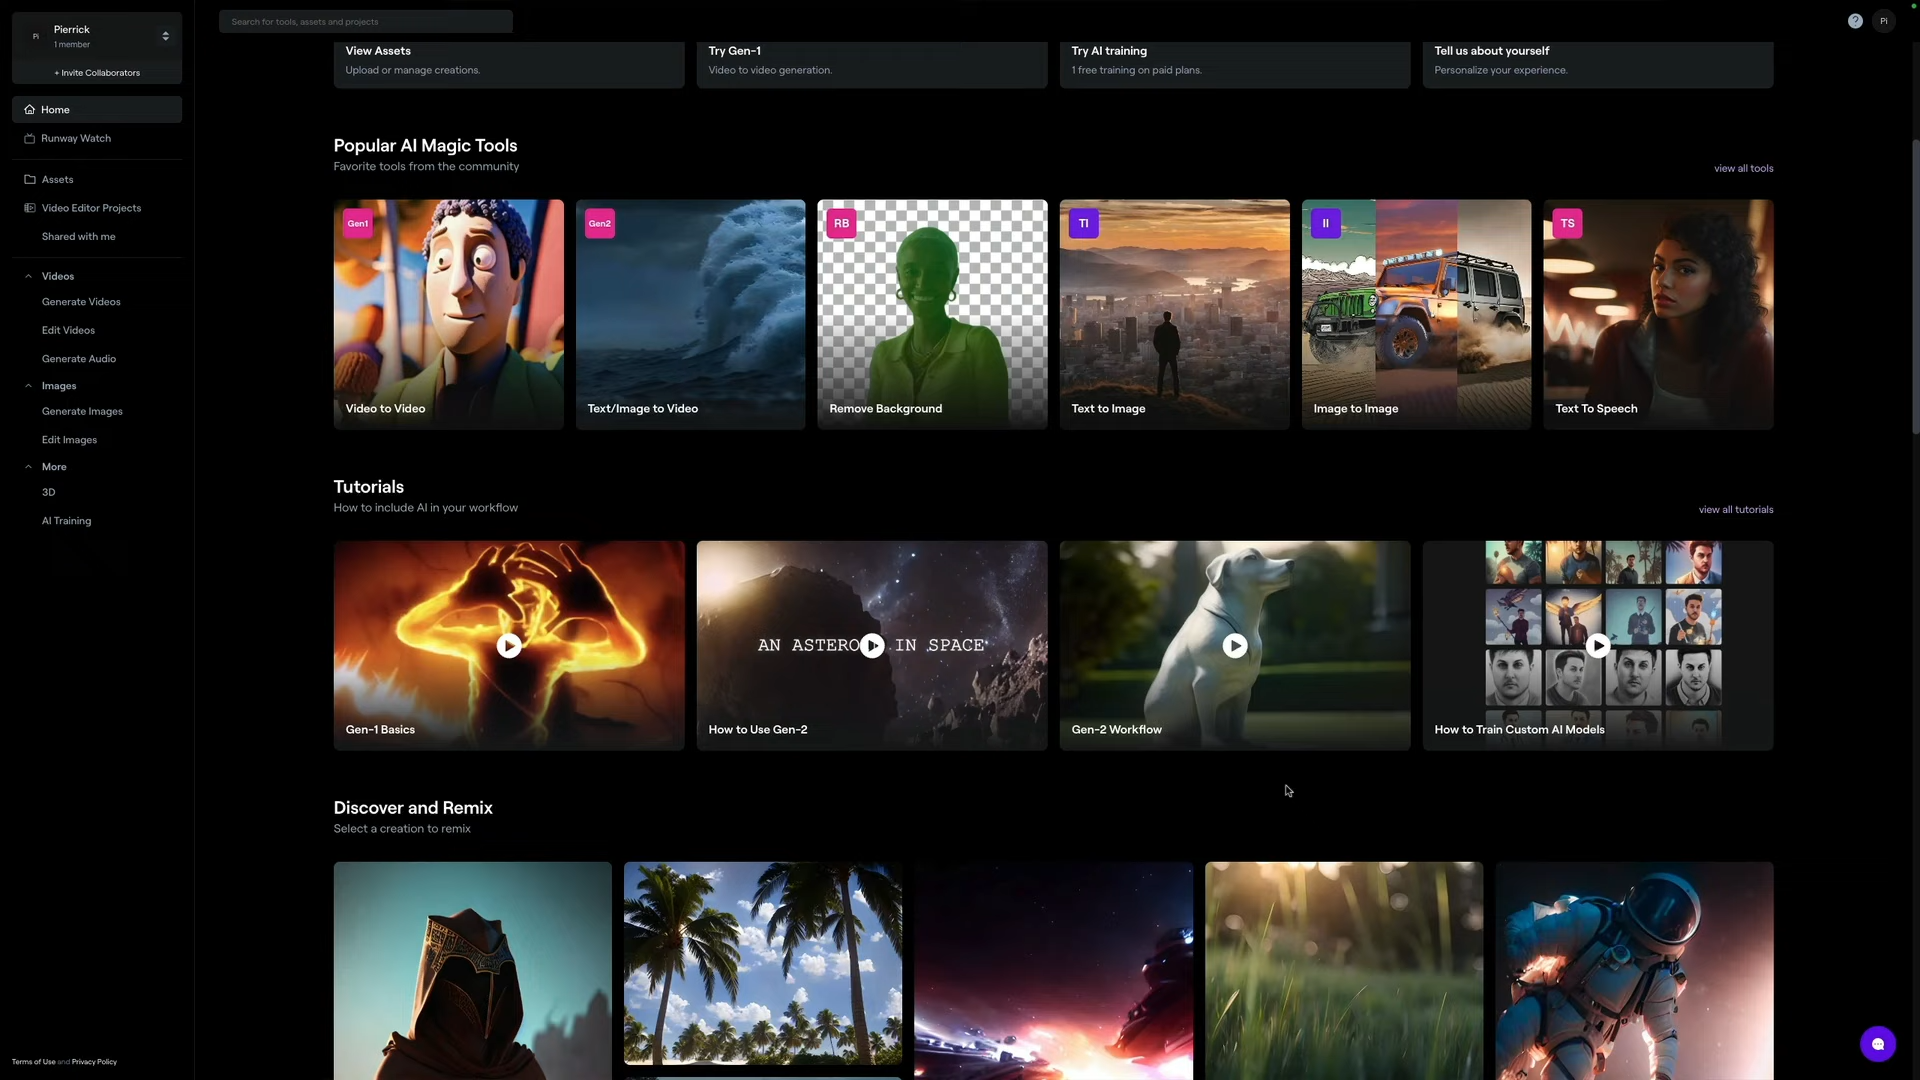 Pi
Pierrick
1 member
+ Invite Collaborators
Home
Runway Watch
Assets
Video Editor Projects
Shared with me
Videos
Generate Videos
Edit Videos
Generate Audio
Images
Generate Images
Edit Images
More
3D
AI Training
Terms of Use and Privacy Policy
Search for tools, assets and projects
Pi
View Assets
Upload or manage creations.
Try Gen-1
Video to video generation.
Try AI training
1 free training on paid plans.
Tell us about yourself
Personalize your experience.
Popular AI Magic Tools
Favorite tools from the community
view all tools
Gen1
Video to Video
Gen2
Text/Image to Video
RB
Remove Background
TI
Text to Image
II
Image to Image
TS
Text To Speech
Tutorials
How to include AI in your workflow
view all tutorials
Gen-1 Basics
AN ASTERO IN SPACE
How to Use Gen-2
Gen-2 Workflow
How to Train Custom AI Models
Discover and Remix
Select a creation to remix